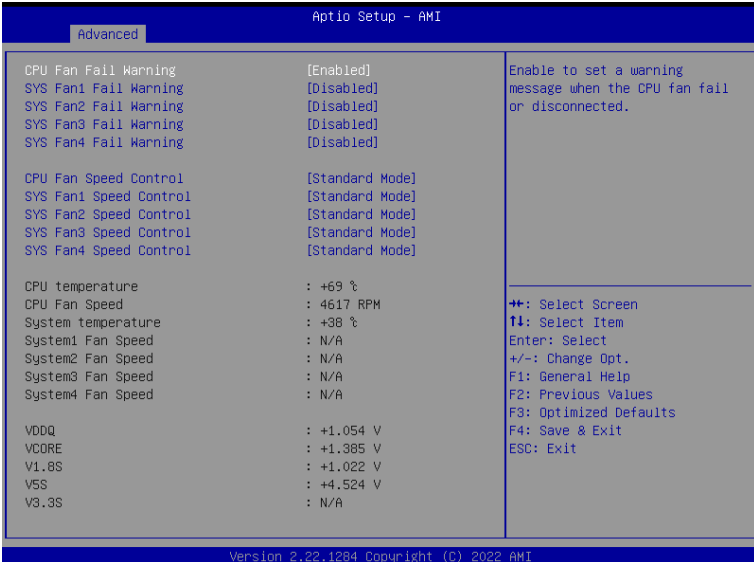 Aptio Setup – AMI
Advanced
CPU Fan Fail Warning [Enabled]
SYS Fan1 Fail Warning [Disabled]
SYS Fan2 Fail Warning [Disabled]
SYS Fan3 Fail Warning [Disabled]
SYS Fan4 Fail Warning [Disabled]
CPU Fan Speed Control [Standard Mode]
SYS Fan1 Speed Control [Standard Mode]
SYS Fan2 Speed Control [Standard Mode]
SYS Fan3 Speed Control [Standard Mode]
SYS Fan4 Speed Control [Standard Mode]
CPU temperature : +69 ℃
CPU Fan Speed : 4617 RPM
System temperature : +38 ℃
System1 Fan Speed : N/A
System2 Fan Speed : N/A
System3 Fan Speed : N/A
System4 Fan Speed : N/A
VDDQ : +1.054 V
VCORE : +1.385 V
V1.8S : +1.022 V
V5S : +4.524 V
V3.3S : N/A
Enable to set a warning
message when the CPU fan fail
or disconnected.
→←: Select Screen
↑↓: Select Item
Enter: Select
+/-: Change Opt.
F1: General Help
F2: Previous Values
F3: Optimized Defaults
F4: Save & Exit
ESC: Exit
Version 2.22.1284 Copyright (C) 2022 AMI